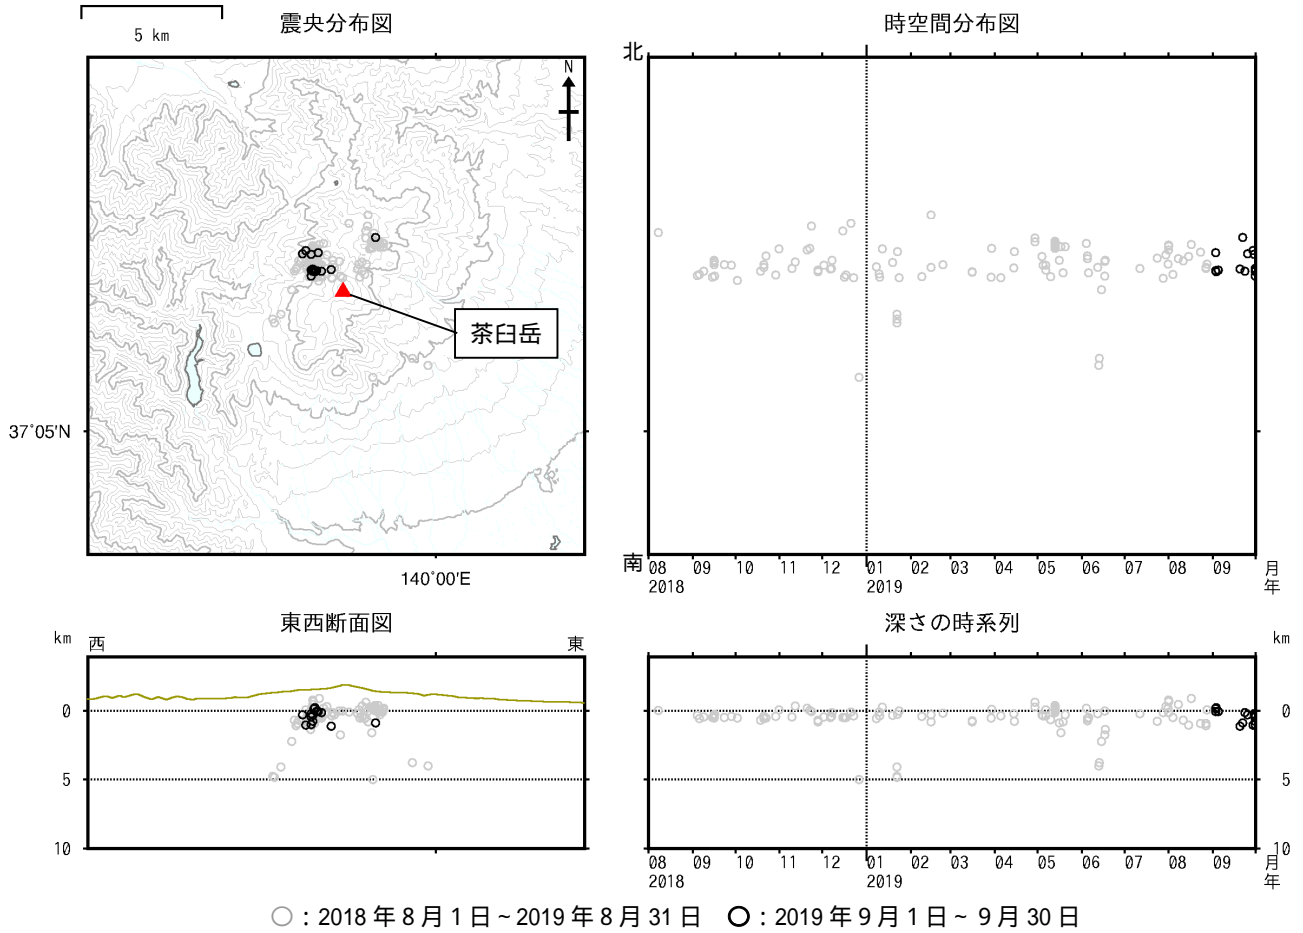 5 km
震央分布図
時空間分布図
北
N
茶臼岳
37°05'N
140°00'E
南
08 09 10 11 12 01 02 03 04 05 06 07 08 09 月
2018 2019 年
東西断面図
深さの時系列
km 西 東 km
0 0
5 5
10 10
08 09 10 11 12 01 02 03 04 05 06 07 08 09 月
2018 2019 年
○：2018 年 8 月 1 日 ~ 2019 年 8 月 31 日 ○：2019 年 9 月 1 日 ~ 9 月 30 日